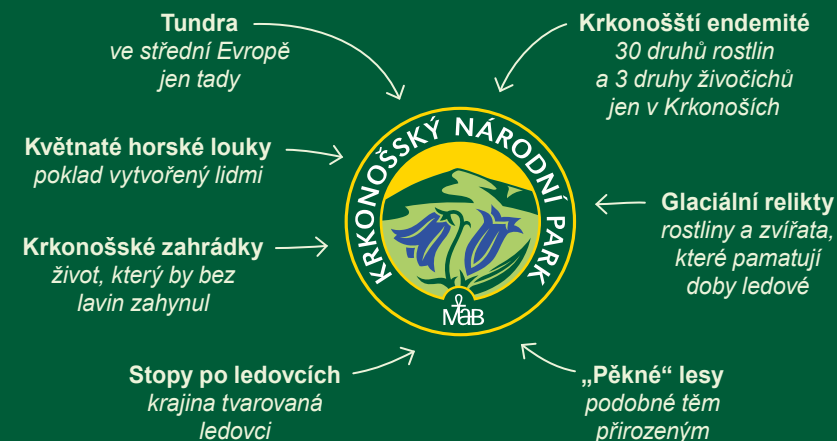 Tundra
ve střední Evropě
jen tady
Krkonošští endemité
30 druhů rostlin
a 3 druhy živočichů
jen v Krkonoších
Květnaté horské louky
poklad vytvořený lidmi
KRKONOŠSKÝ NÁRODNÍ PARK
MaB
Glaciální relikty
rostliny a zvířata,
které pamatují
doby ledové
Krkonošské zahrádky
život, který by bez
lavin zahynul
Stopy po ledovcích
krajina tvarovaná
ledovci
„Pěkné“ lesy
podobné těm
přirozeným